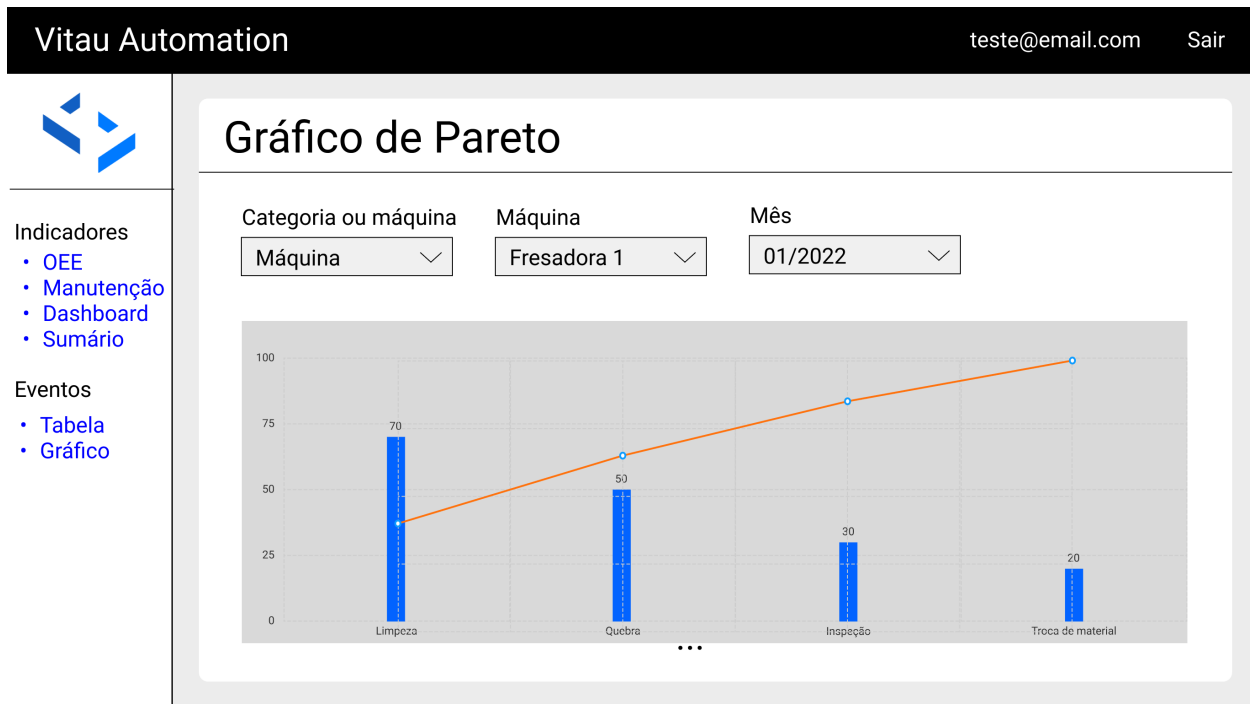 Vitau Automation
teste@email.com
Sair
Indicadores
• OEE
• Manutenção
• Dashboard
• Sumário
Eventos
• Tabela
• Gráfico
Gráfico de Pareto
Categoria ou máquina
Máquina
Máquina
Fresadora 1
Mês
01/2022
100
75
50
25
0
70
50
30
20
Limpeza
Quebra
Inspeção
Troca de material
...